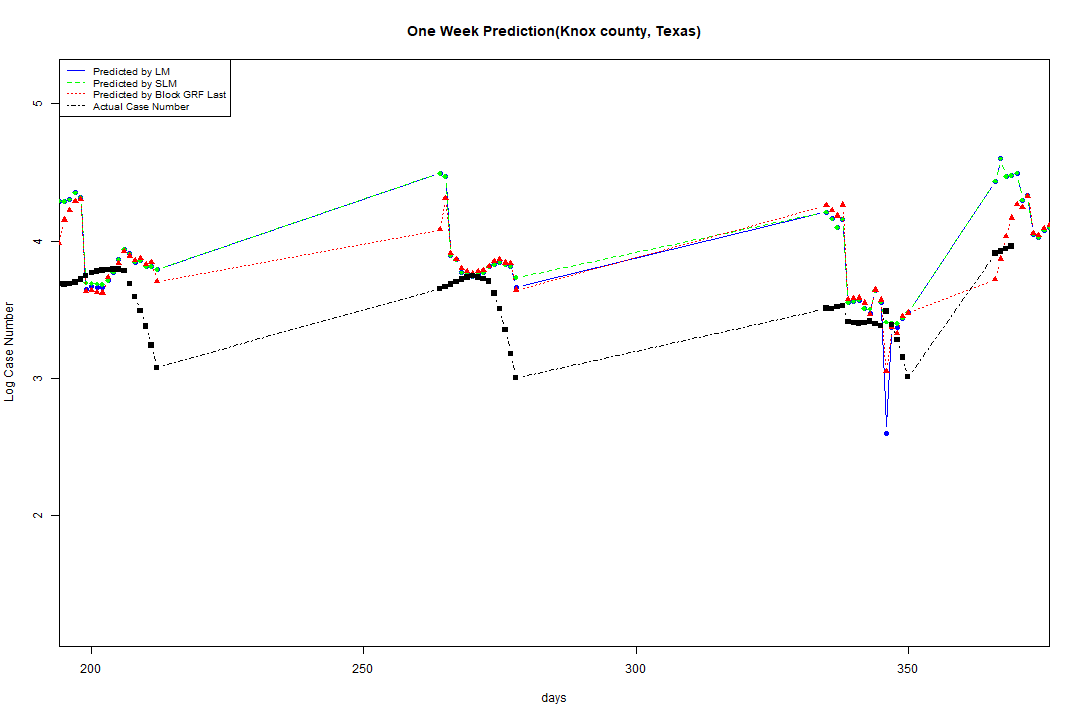 One Week Prediction(Knox county, Texas)
Predicted by LM
Predicted by SLM
Predicted by Block GRF Last
Actual Case Number
5
4
3
2
Log Case Number
200 250 300 350
days